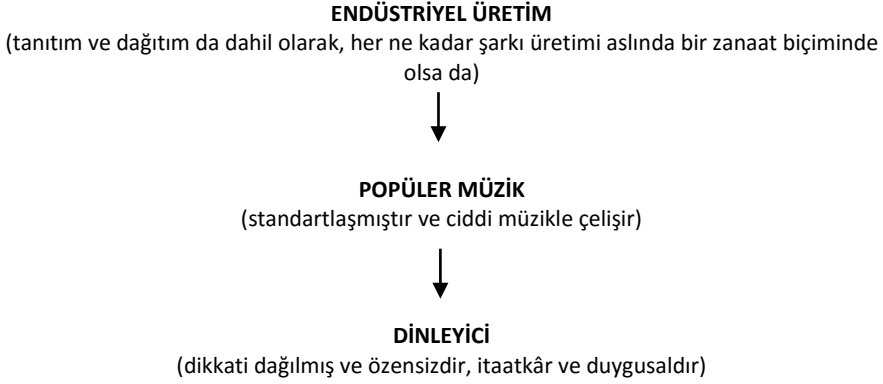 ENDÜSTRİYEL ÜRETİM
(tanıtım ve dağıtım da dahil olarak, her ne kadar şarkı üretimi aslında bir zanaat biçiminde
olsa da)
POPÜLER MÜZİK
(standartlaşmıştır ve ciddi müzikle çelişir)
DİNLEYİCİ
(dikkati dağılmış ve özensizdir, itaatkâr ve duygusaldır)